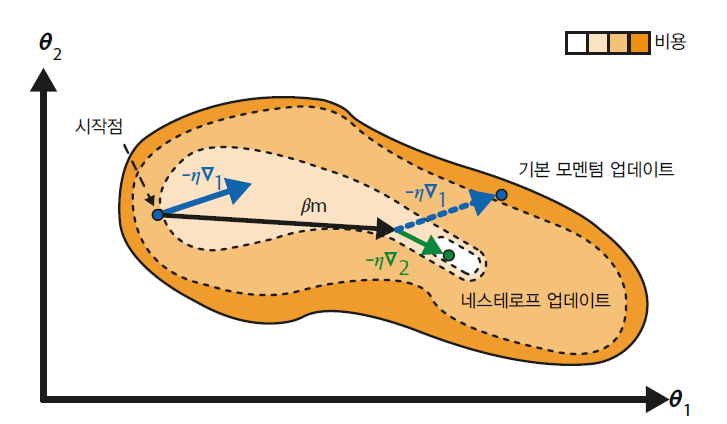 θ2
비용
시작점
기본 모멘텀 업데이트
-η∇1
-η∇1
βm
-η∇2
네스테로프 업데이트
θ1